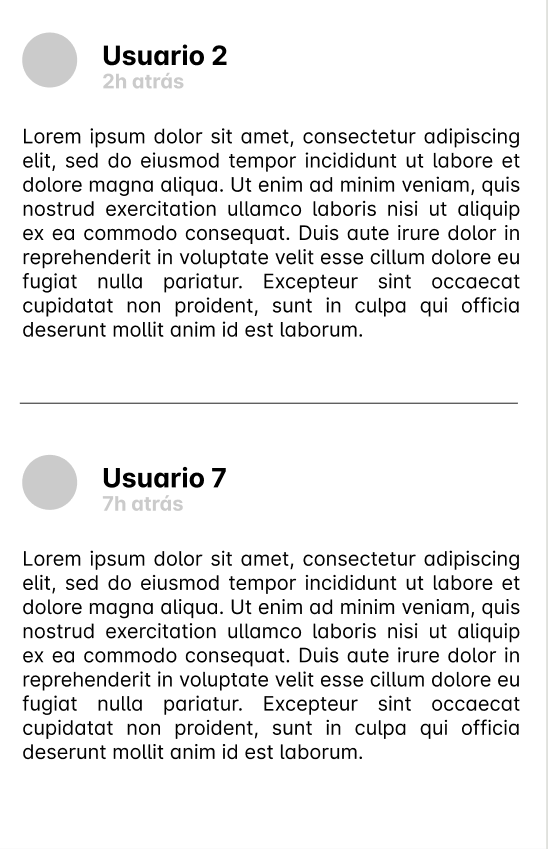 Usuario 2
2h atrás
Lorem ipsum dolor sit amet, consectetur adipiscing
elit, sed do eiusmod tempor incididunt ut labore et
dolore magna aliqua. Ut enim ad minim veniam, quis
nostrud exercitation ullamco laboris nisi ut aliquip
ex ea commodo consequat. Duis aute irure dolor in
reprehenderit in voluptate velit esse cillum dolore eu
fugiat nulla pariatur. Excepteur sint occaecat
cupidatat non proident, sunt in culpa qui officia
deserunt mollit anim id est laborum.
Usuario 7
7h atrás
Lorem ipsum dolor sit amet, consectetur adipiscing
elit, sed do eiusmod tempor incididunt ut labore et
dolore magna aliqua. Ut enim ad minim veniam, quis
nostrud exercitation ullamco laboris nisi ut aliquip
ex ea commodo consequat. Duis aute irure dolor in
reprehenderit in voluptate velit esse cillum dolore eu
fugiat nulla pariatur. Excepteur sint occaecat
cupidatat non proident, sunt in culpa qui officia
deserunt mollit anim id est laborum.